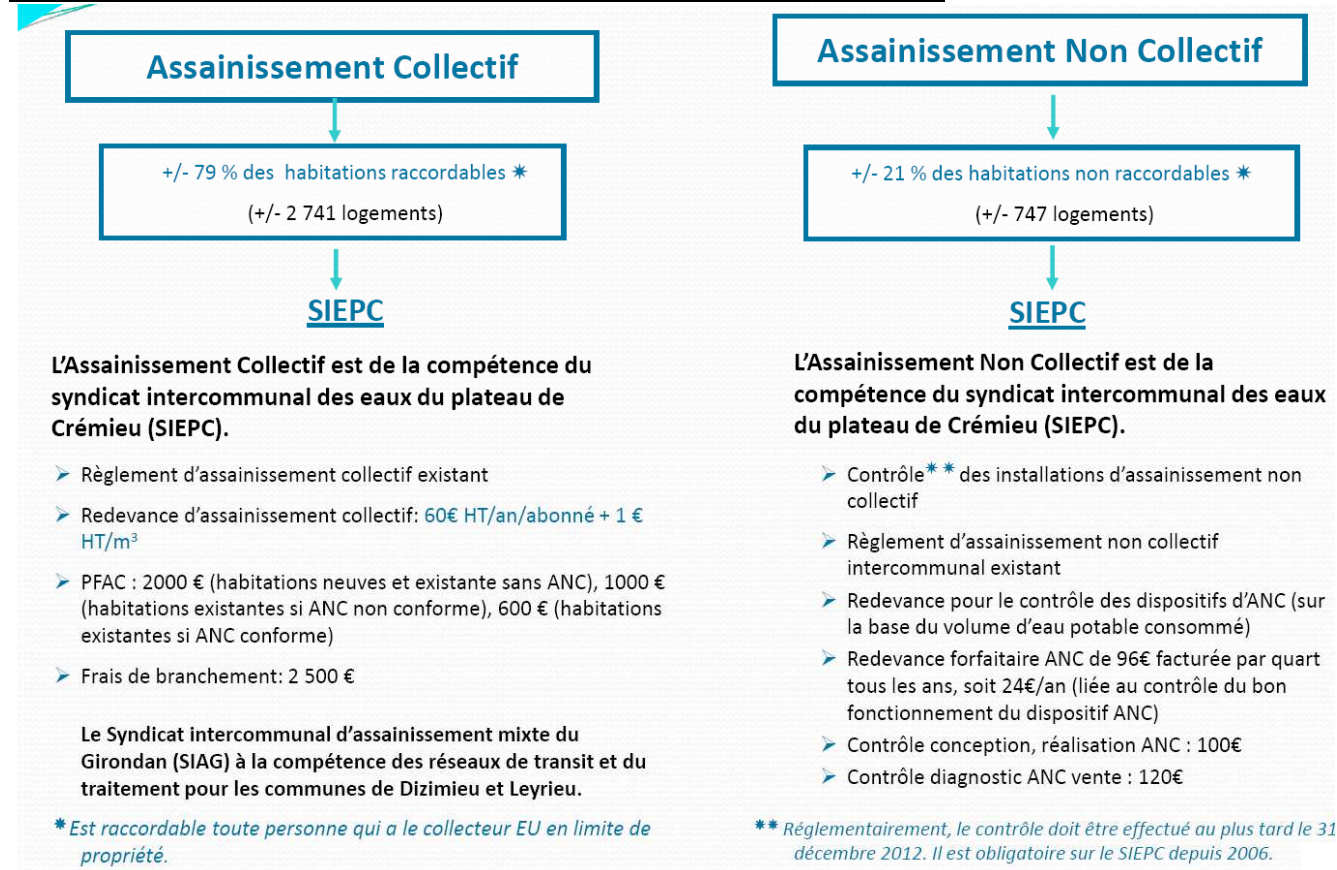 Assainissement Collectif
+/- 79 % des habitations raccordables ✷
(+/- 2 741 logements)
SIEPC
L’Assainissement Collectif est de la compétence du
syndicat intercommunal des eaux du plateau de
Crémieu (SIEPC).
➢ Règlement d’assainissement collectif existant
➢ Redevance d’assainissement collectif: 60€ HT/an/abonné + 1 €
HT/m³
➢ PFAC : 2000 € (habitations neuves et existante sans ANC), 1000 €
(habitations existantes si ANC non conforme), 600 € (habitations
existantes si ANC conforme)
➢ Frais de branchement: 2 500 €
Le Syndicat intercommunal d’assainissement mixte du
Girondan (SIAG) à la compétence des réseaux de transit et du
traitement pour les communes de Dizimieu et Leyrieu.
✷ Est raccordable toute personne qui a le collecteur EU en limite de
propriété.
Assainissement Non Collectif
+/- 21 % des habitations non raccordables ✷
(+/- 747 logements)
SIEPC
L’Assainissement Non Collectif est de la
compétence du syndicat intercommunal des eaux
du plateau de Crémieu (SIEPC).
➢ Contrôle✷ ✷ des installations d’assainissement non
collectif
➢ Règlement d’assainissement non collectif
intercommunal existant
➢ Redevance pour le contrôle des dispositifs d’ANC (sur
la base du volume d’eau potable consommé)
➢ Redevance forfaitaire ANC de 96€ facturée par quart
tous les ans, soit 24€/an (liée au contrôle du bon
fonctionnement du dispositif ANC)
➢ Contrôle conception, réalisation ANC : 100€
➢ Contrôle diagnostic ANC vente : 120€
✷✷ Réglementairement, le contrôle doit être effectué au plus tard le 31
décembre 2012. Il est obligatoire sur le SIEPC depuis 2006.